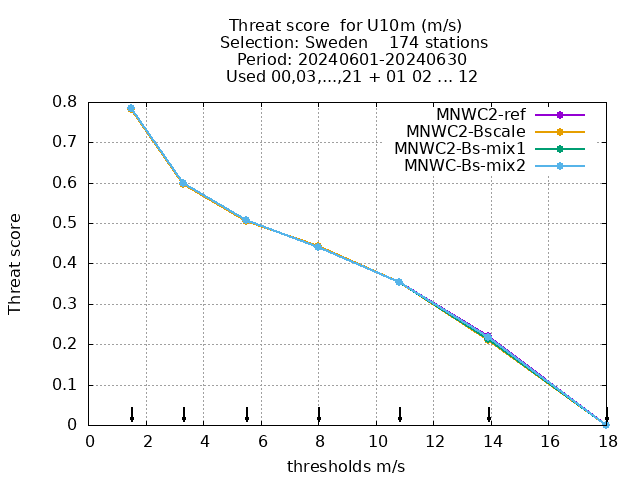 Threat score  for U10m (m/s)
Selection: Sweden    174 stations
Period: 20240601-20240630
Used 00,03,...,21 + 01 02 ... 12
MNWC2-ref
MNWC2-Bscale
MNWC2-Bs-mix1
MNWC-Bs-mix2
Threat score
0.8
0.7
0.6
0.5
0.4
0.3
0.2
0.1
0
0 2 4 6 8 10 12 14 16 18
thresholds m/s